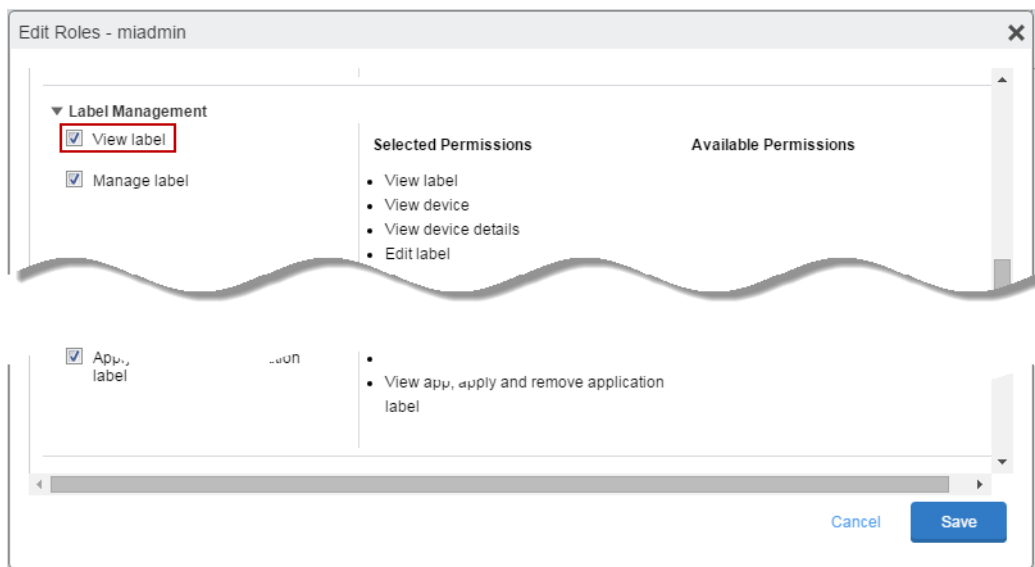 Edit Roles - miadmin
Label Management
View label
Selected Permissions
Available Permissions
Manage label
• View label
• View device
• View device details
• Edit label
label
• View app, apply and remove application
label
Cancel
Save